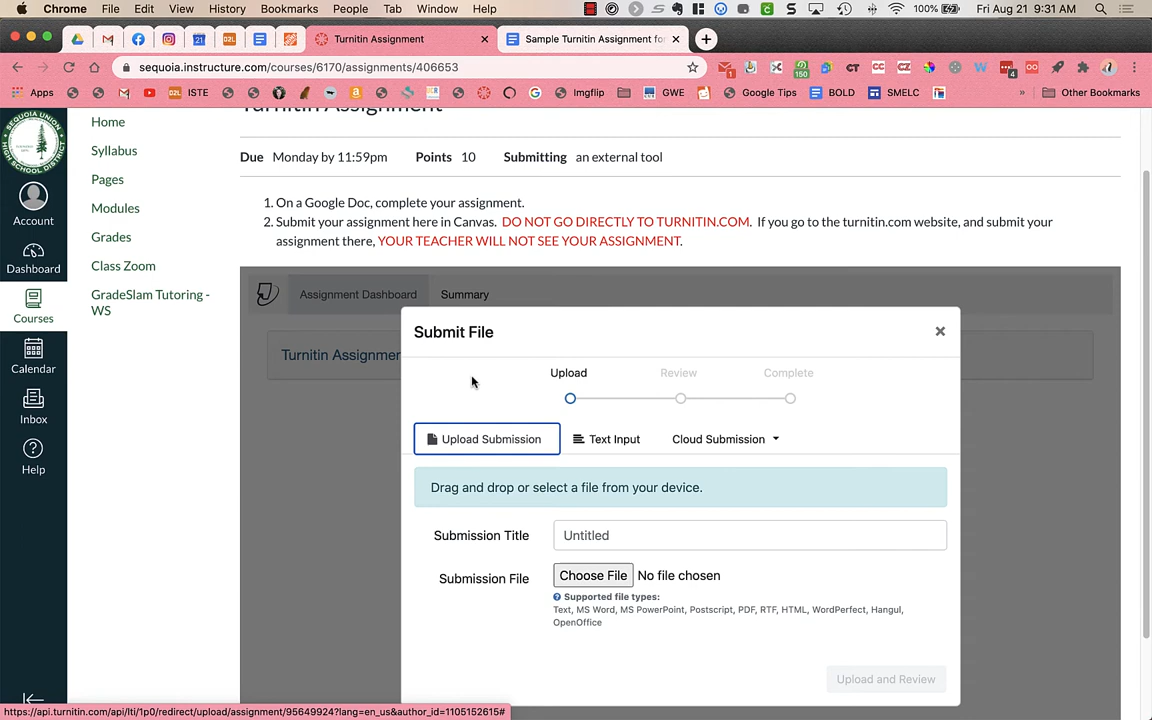 Chrome File Edit View History Bookmarks People Tab Window Help 100% Fri Aug 21 9:31 AM
Turnitin Assignment × Sample Turnitin Assignment for × +
sequoia.instructure.com/courses/6170/assignments/406653
Apps ISTE Imgflip GWE Google Tips BOLD SMELC » Other Bookmarks
SEQUOIA UNION HIGH SCHOOL DISTRICT
Account
Dashboard
Courses
Calendar
Inbox
Help
Home
Syllabus
Pages
Modules
Grades
Class Zoom
GradeSlam Tutoring -
WS
Turnitin Assignment
Due Monday by 11:59pm Points 10 Submitting an external tool
1. On a Google Doc, complete your assignment.
2. Submit your assignment here in Canvas. DO NOT GO DIRECTLY TO TURNITIN.COM. If you go to the turnitin.com website, and submit your
assignment there, YOUR TEACHER WILL NOT SEE YOUR ASSIGNMENT.
Assignment Dashboard Summary
Turnitin Assignmen
Submit File ×
Upload Review Complete
Upload Submission Text Input Cloud Submission
Drag and drop or select a file from your device.
Submission Title Untitled
Submission File Choose File No file chosen
Supported file types:
Text, MS Word, MS PowerPoint, Postscript, PDF, RTF, HTML, WordPerfect, Hangul,
OpenOffice
Upload and Review
https://api.turnitin.com/api/lti/1p0/redirect/upload/assignment/95649924?lang=en_us&author_id=1105152615#